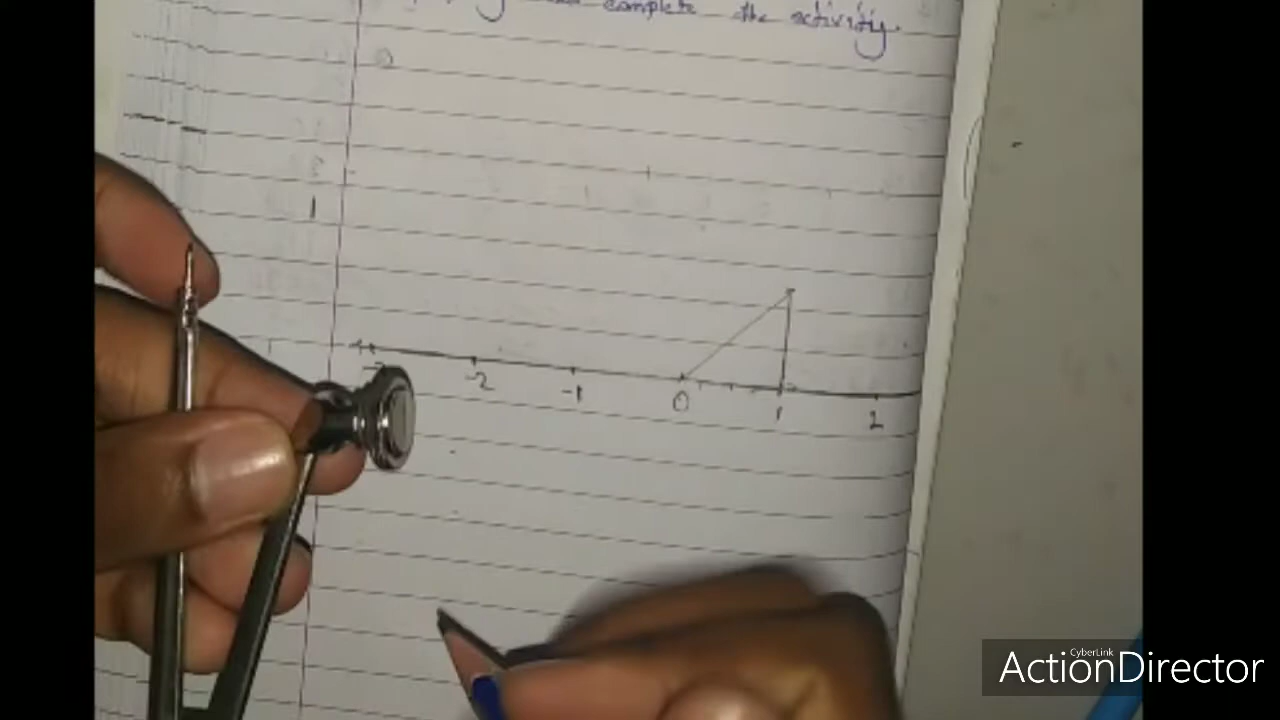 complete the activity.
-2 -1 0 1 2
CyberLink
ActionDirector